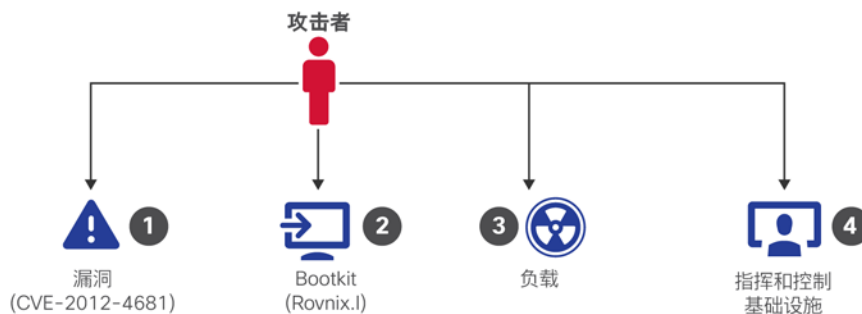 攻击者
1
漏洞
(CVE-2012-4681)
2
Bootkit
(Rovnix.I)
3
负载
4
指挥和控制
基础设施